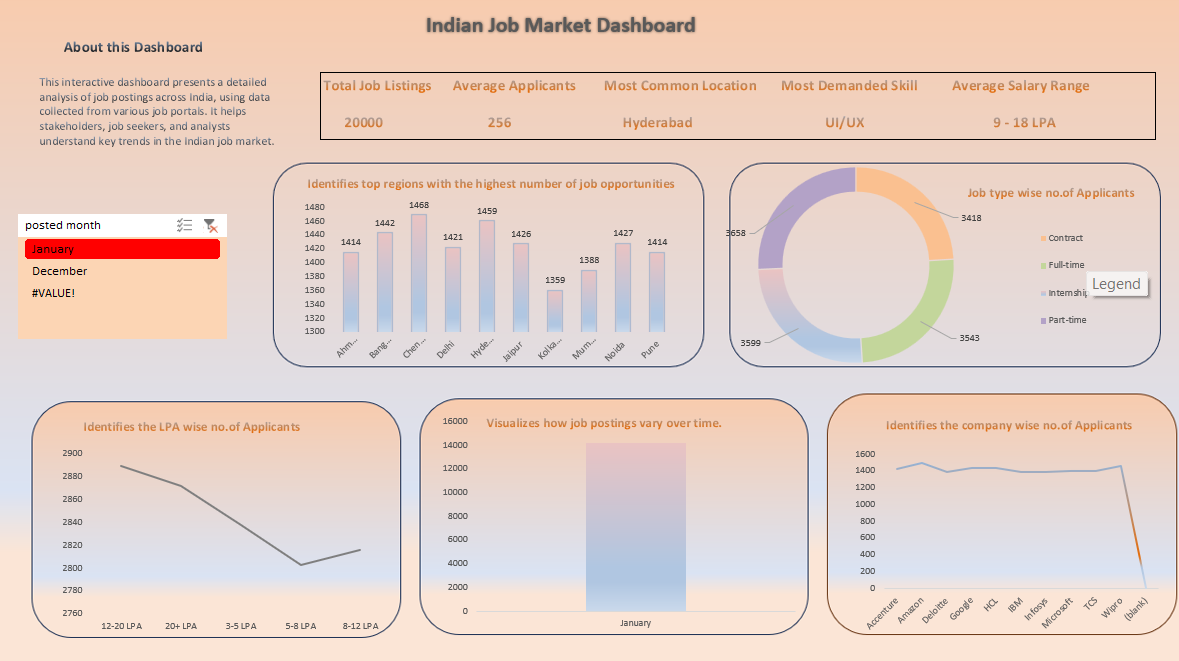 Indian Job Market Dashboard
About this Dashboard
This interactive dashboard presents a detailed
analysis of job postings across India, using data
collected from various job portals. It helps
stakeholders, job seekers, and analysts
understand key trends in the Indian job market.
Total Job Listings
Average Applicants
Most Common Location
Most Demanded Skill
Average Salary Range
20000
256
Hyderabad
UI/UX
9 - 18 LPA
posted month
January
December
#VALUE!
Identifies top regions with the highest number of job opportunities
1480
1460
1440
1420
1400
1380
1360
1340
1320
1300
1414
1442
1468
1421
1459
1426
1359
1388
1427
1414
Ahm...
Bang...
Chen...
Delhi
Hyde...
Jaipur
Kolka...
Mum...
Noida
Pune
Job type wise no.of Applicants
3418
3543
3599
3658
Contract
Full-time
Internship
Part-time
Legend
Identifies the LPA wise no.of Applicants
2900
2880
2860
2840
2820
2800
2780
2760
12-20 LPA
20+ LPA
3-5 LPA
5-8 LPA
8-12 LPA
Visualizes how job postings vary over time.
16000
14000
12000
10000
8000
6000
4000
2000
0
January
Identifies the company wise no.of Applicants
1600
1400
1200
1000
800
600
400
200
0
Accenture
Amazon
Deloitte
Google
HCL
IBM
Infosys
Microsoft
TCS
Wipro
(blank)